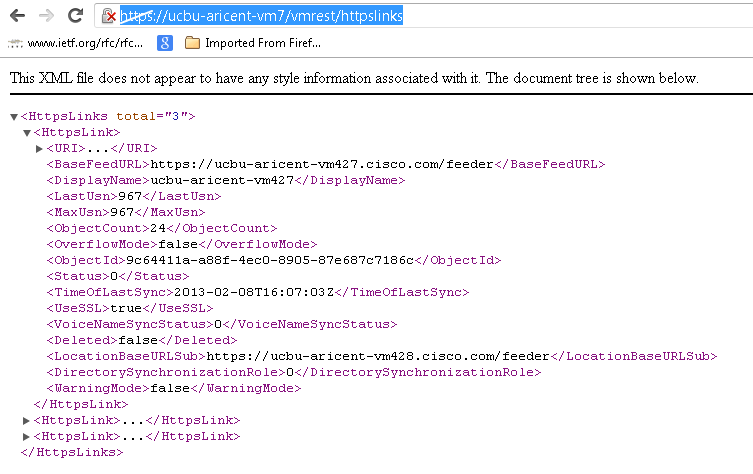 https://ucbu-aricent-vm7/vmrest/httpslinks
www.ietf.org/rfc/rfc... 8 Imported From Firef...
This XML file does not appear to have any style information associated with it. The document tree is shown below.
▼<HttpsLinks total="3">
▼<HttpsLink>
▶<URI>...</URI>
<BaseFeedURL>https://ucbu-aricent-vm427.cisco.com/feeder</BaseFeedURL>
<DisplayName>ucbu-aricent-vm427</DisplayName>
<LastUsn>967</LastUsn>
<MaxUsn>967</MaxUsn>
<ObjectCount>24</ObjectCount>
<OverflowMode>false</OverflowMode>
<ObjectId>9c64411a-a88f-4ec0-8905-87e687c7186c</ObjectId>
<Status>0</Status>
<TimeOfLastSync>2013-02-08T16:07:03Z</TimeOfLastSync>
<UseSSL>true</UseSSL>
<VoiceNameSyncStatus>0</VoiceNameSyncStatus>
<Deleted>false</Deleted>
<LocationBaseURLSub>https://ucbu-aricent-vm428.cisco.com/feeder</LocationBaseURLSub>
<DirectorySynchronizationRole>0</DirectorySynchronizationRole>
<WarningMode>false</WarningMode>
</HttpsLink>
▶<HttpsLink>...</HttpsLink>
▶<HttpsLink>...</HttpsLink>
</HttpsLinks>